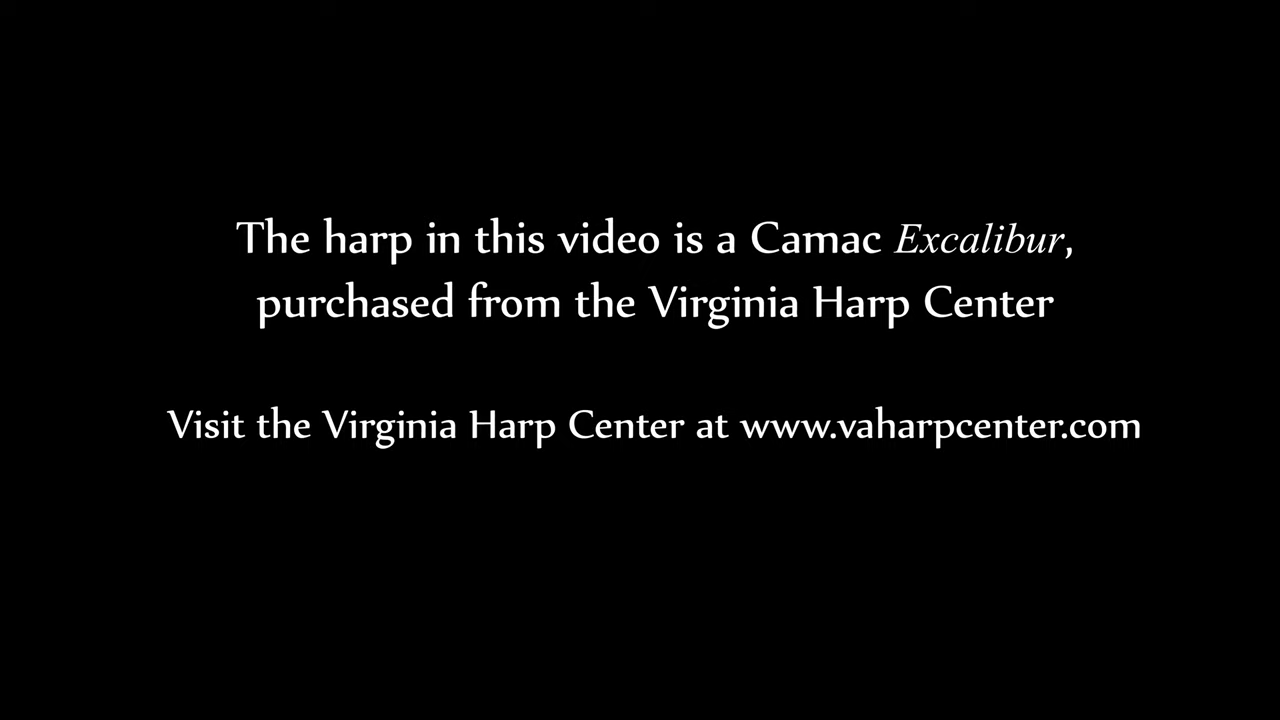 The harp in this video is a Camac Excalibur,
purchased from the Virginia Harp Center
Visit the Virginia Harp Center at www.vaharpcenter.com